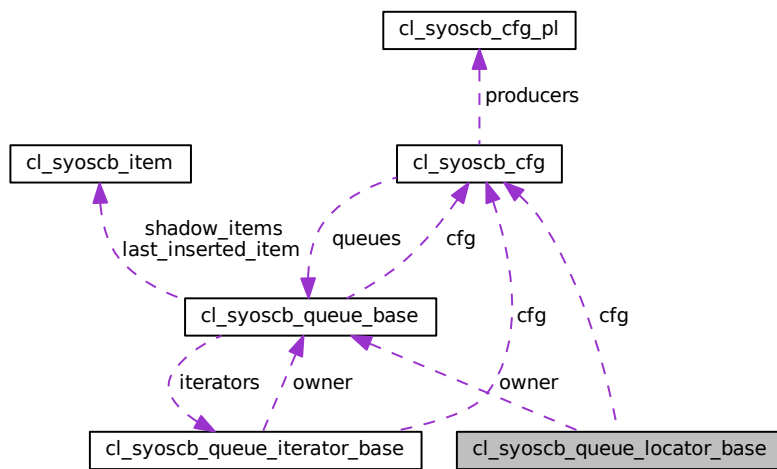 cl_syoscb_cfg_pl
producers
cl_syoscb_item
cl_syoscb_cfg
shadow_items
last_inserted_item
queues
cfg
cl_syoscb_queue_base
cfg
cfg
iterators
owner
owner
cl_syoscb_queue_iterator_base
cl_syoscb_queue_locator_base